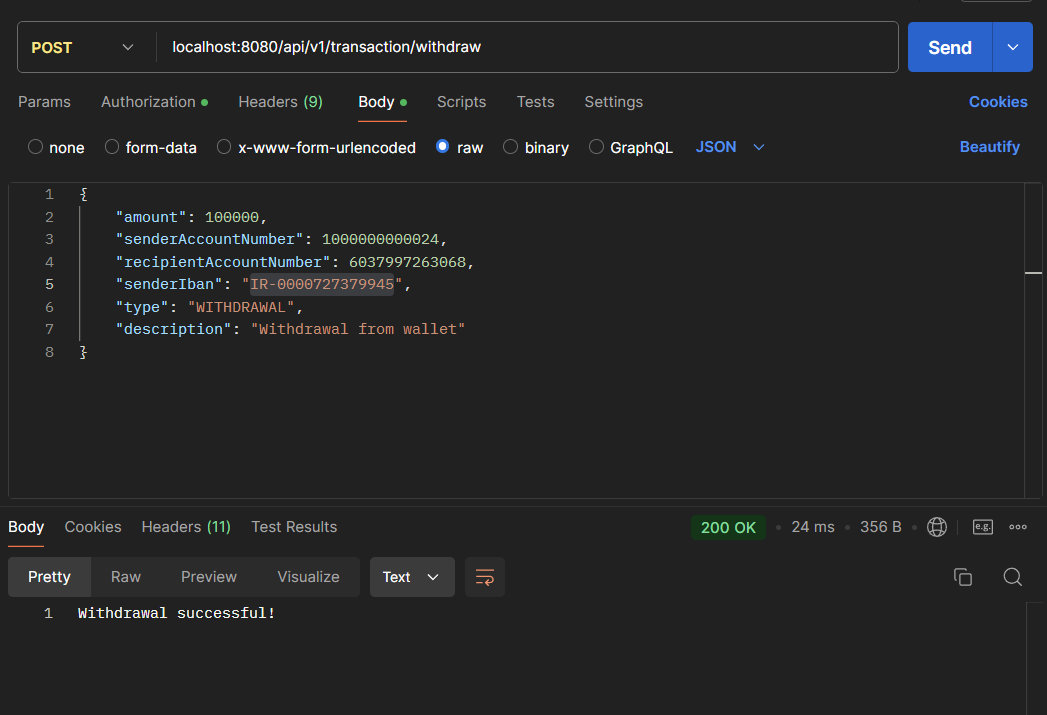 POST localhost:8080/api/v1/transaction/withdraw Send
Params Authorization Headers (9) Body Scripts Tests Settings Cookies
none form-data x-www-form-urlencoded raw binary GraphQL JSON Beautify
1 {
2 "amount": 100000,
3 "senderAccountNumber": 1000000000024,
4 "recipientAccountNumber": 6037997263068,
5 "senderIban": "IR-0000727379945",
6 "type": "WITHDRAWAL",
7 "description": "Withdrawal from wallet"
8 }
Body Cookies Headers (11) Test Results 200 OK • 24 ms • 356 B • e.g.
Pretty Raw Preview Visualize Text
1 Withdrawal successful!